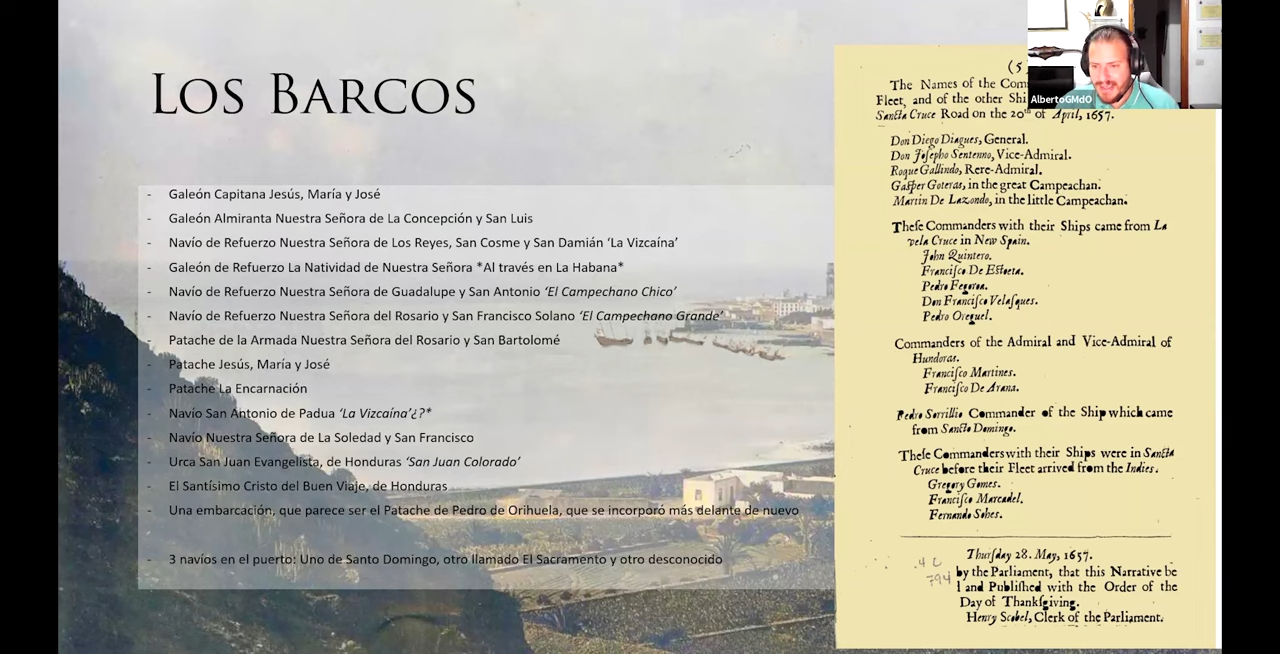 LOS BARCOS
- Galeón Capitana Jesús, María y José
- Galeón Almiranta Nuestra Señora de La Concepción y San Luis
- Navío de Refuerzo Nuestra Señora de Los Reyes, San Cosme y San Damián ‘La Vizcaína’
- Galeón de Refuerzo La Natividad de Nuestra Señora *Al través en La Habana*
- Navío de Refuerzo Nuestra Señora de Guadalupe y San Antonio ‘El Campechano Chico’
- Navío de Refuerzo Nuestra Señora del Rosario y San Francisco Solano ‘El Campechano Grande’
- Patache de la Armada Nuestra Señora del Rosario y San Bartolomé
- Patache Jesús, María y José
- Patache La Encarnación
- Navío San Antonio de Padua ‘La Vizcaína’¿?*
- Navío Nuestra Señora de La Soledad y San Francisco
- Urca San Juan Evangelista, de Honduras ‘San Juan Colorado’
- El Santísimo Cristo del Buen Viaje, de Honduras
- Una embarcación, que parece ser el Patache de Pedro de Orihuela, que se incorporó más delante de nuevo
- 3 navíos en el puerto: Uno de Santo Domingo, otro llamado El Sacramento y otro desconocido
AlbertoGMdO
(5
The Names of the
Fleet, and of the other
Sancta Cruce Road on the 20th of April, 1657.
Don Diego Diagues, General.
Don Josepho Sentenno, Vice-Admiral.
Roque Gallindo, Rere-Admiral.
Gasper Goteras, in the great Campeachan.
Martin De Lazondo, in the little Campeachan.
Theſe Commanders with their Ships came from La
vela Cruce in New Spain.
John Quintero.
Franciſco De
Pedro
Don Franciſco Velaſques.
Pedro Oreguel.
Commanders of the Admiral and Vice-Admiral of
Hundoras.
Franciſco Martines.
Franciſco De Arana.
Pedro Sorrillio Commander of the Ship which came
from Sancto Domingo.
Theſe Commanders with their Ships were in Sancta
Cruce before their Fleet arrived from the Indies.
Gregory Gomes.
Franciſco Marcadel.
Fernando Sohes.
Thurſday 28. May, 1657.
by the Parliament, that this Narrative be
and Publiſhed with the Order of the
Day of Thankſgiving.
Henry Scobel, Clerk of the Parliament.
794